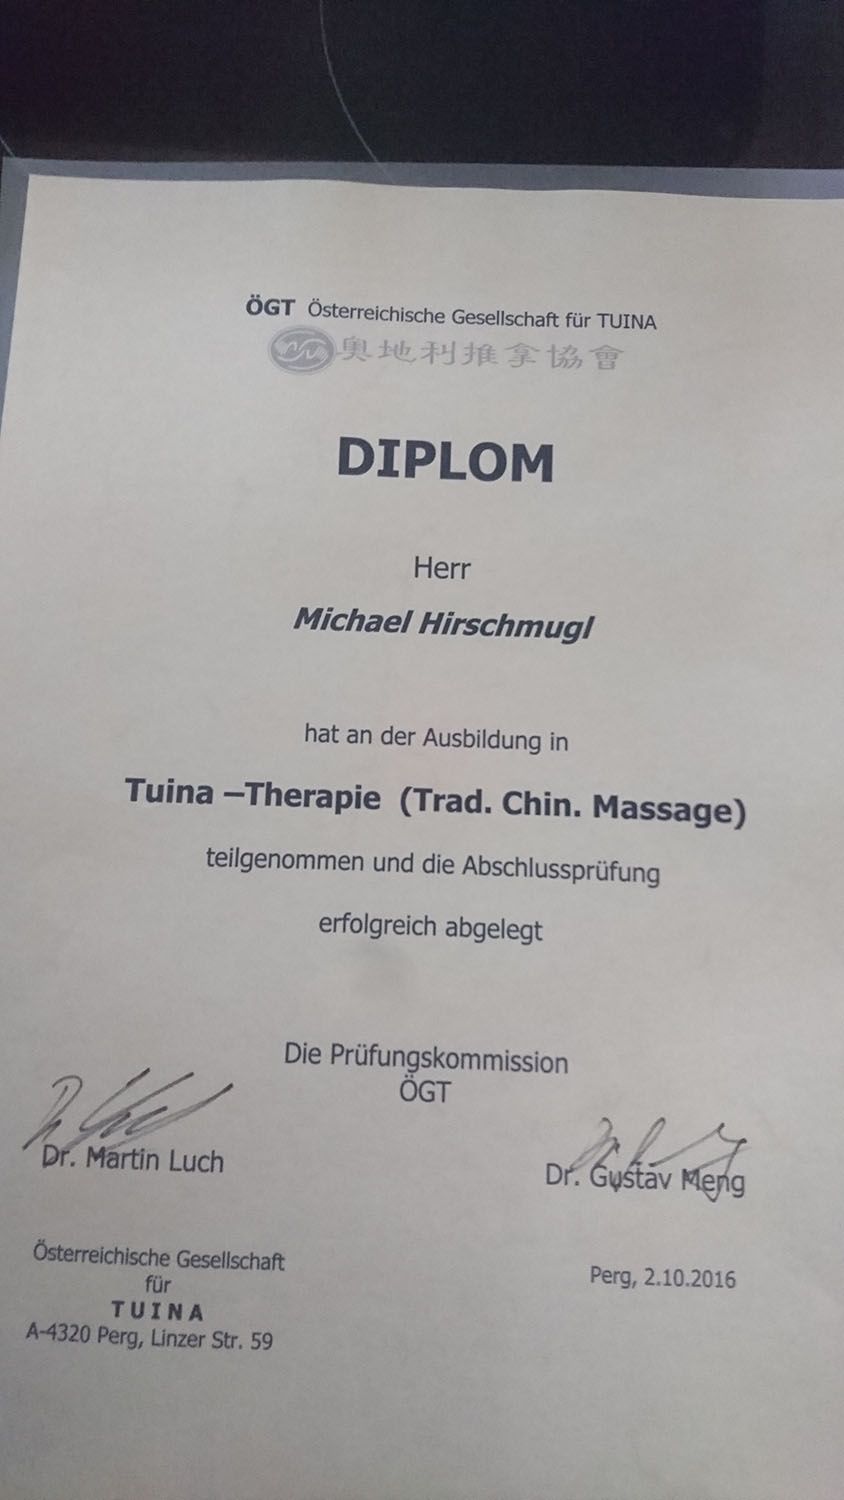 ÖGT Österreichische Gesellschaft für TUINA
奥地利推拿協會
DIPLOM
Herr
Michael Hirschmugl
hat an der Ausbildung in
Tuina –Therapie (Trad. Chin. Massage)
teilgenommen und die Abschlussprüfung
erfolgreich abgelegt
Die Prüfungskommission
ÖGT
Dr. Martin Luch
Dr. Gustav Meng
Österreichische Gesellschaft
für
TUINA
A-4320 Perg, Linzer Str. 59
Perg, 2.10.2016